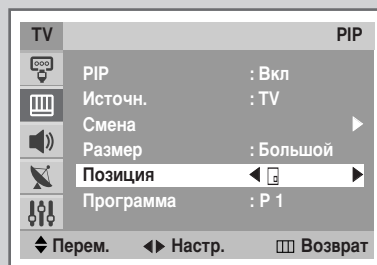 TV PIP
PIP : Вкл
Источн. : TV
Смена
Размер : Большой
Позиция
Программа : P 1
Перем. Настр. Возврат